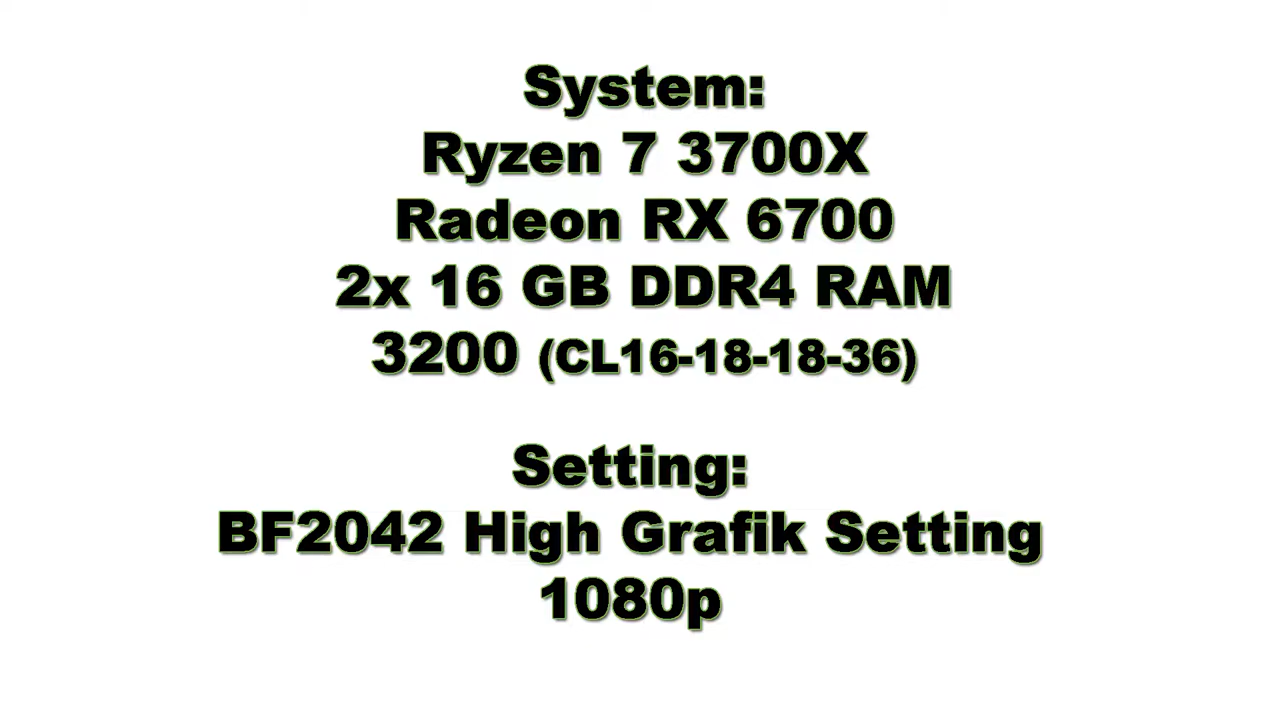 System:
Ryzen 7 3700X
Radeon RX 6700
2x 16 GB DDR4 RAM
3200 (CL16-18-18-36)
Setting:
BF2042 High Grafik Setting
1080p